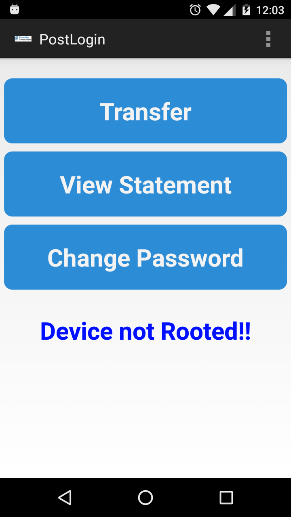 12:03
PostLogin
Transfer
View Statement
Change Password
Device not Rooted!!